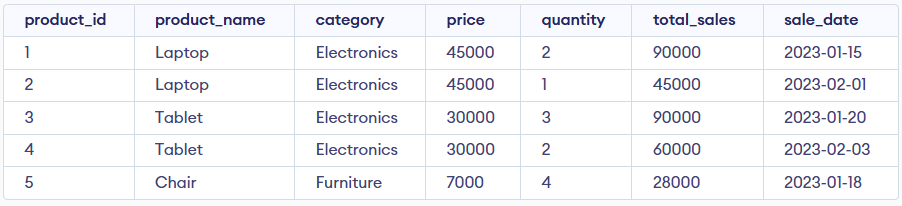 product_id product_name category price quantity total_sales sale_date
1 Laptop Electronics 45000 2 90000 2023-01-15
2 Laptop Electronics 45000 1 45000 2023-02-01
3 Tablet Electronics 30000 3 90000 2023-01-20
4 Tablet Electronics 30000 2 60000 2023-02-03
5 Chair Furniture 7000 4 28000 2023-01-18